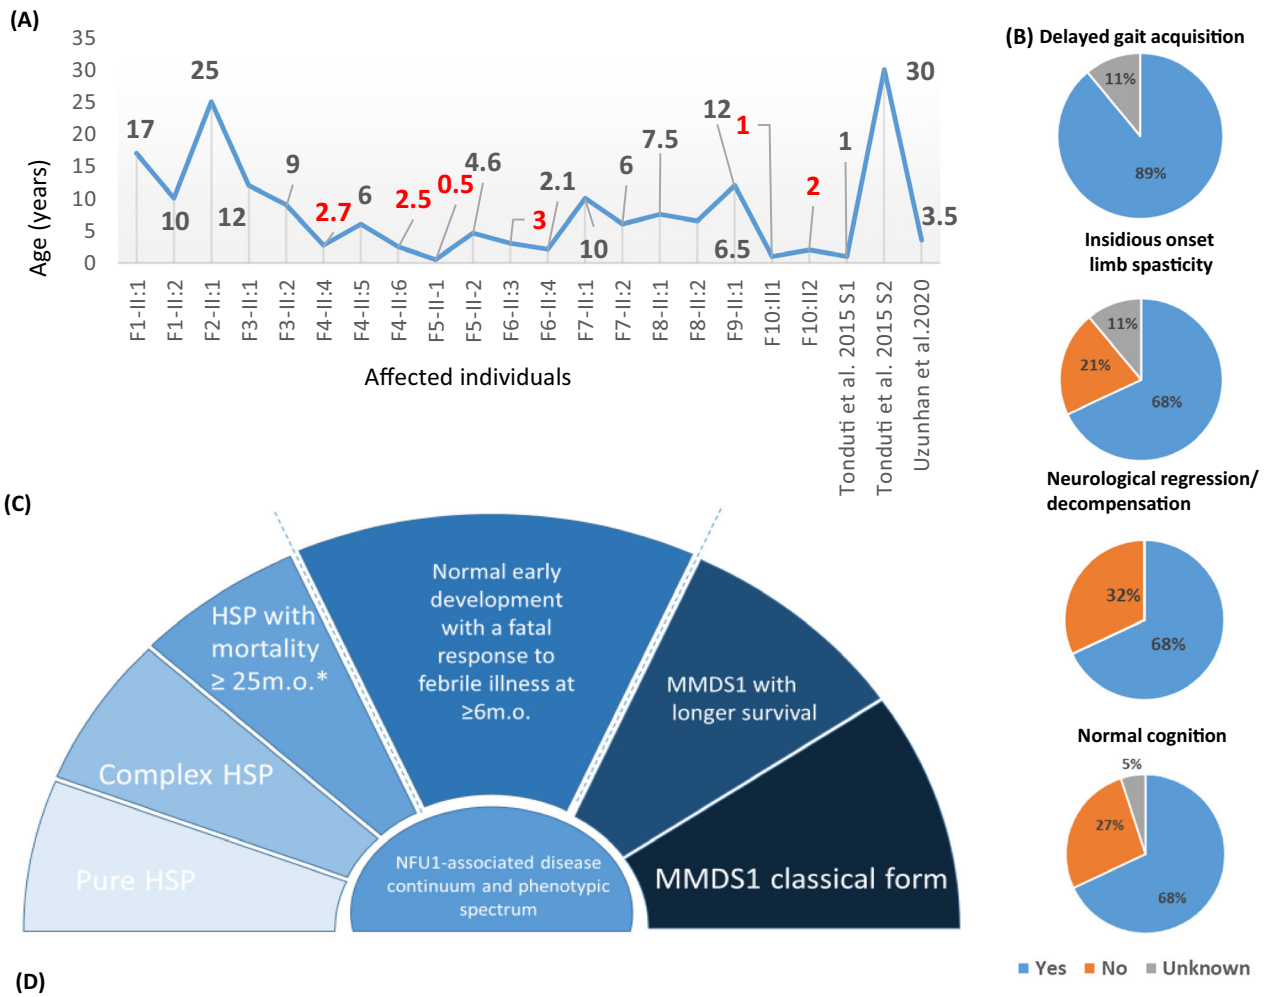 (A)
35
30
25
20
15
10
5
0
Age (years)
17
10
25
12
9
2.7
6
2.5
0.5
4.6
3
2.1
10
6
7.5
6.5
12
1
2
1
30
3.5
F1-II:1
F1-II:2
F2-II:1
F3-II:1
F3-II:2
F4-II:4
F4-II:5
F4-II:6
F5-II-1
F5-II-2
F6-II:3
F6-II:4
F7-II:1
F7-II:2
F8-II:1
F8-II:2
F9-II:1
F10:II1
F10:II2
Tonduti et al. 2015 S1
Tonduti et al. 2015 S2
Uzunhan et al.2020
Affected individuals
(B) Delayed gait acquisition
11%
89%
Insidious onset
limb spasticity
11%
21%
68%
Neurological regression/
decompensation
32%
68%
Normal cognition
5%
27%
68%
Yes No Unknown
(C)
Pure HSP
Complex HSP
HSP with
mortality
≥ 25m.o.*
Normal early
development
with a fatal
response to
febrile illness at
≥6m.o.
MMDS1 with
longer survival
MMDS1 classical form
NFU1-associated disease
continuum and phenotypic
spectrum
(D)